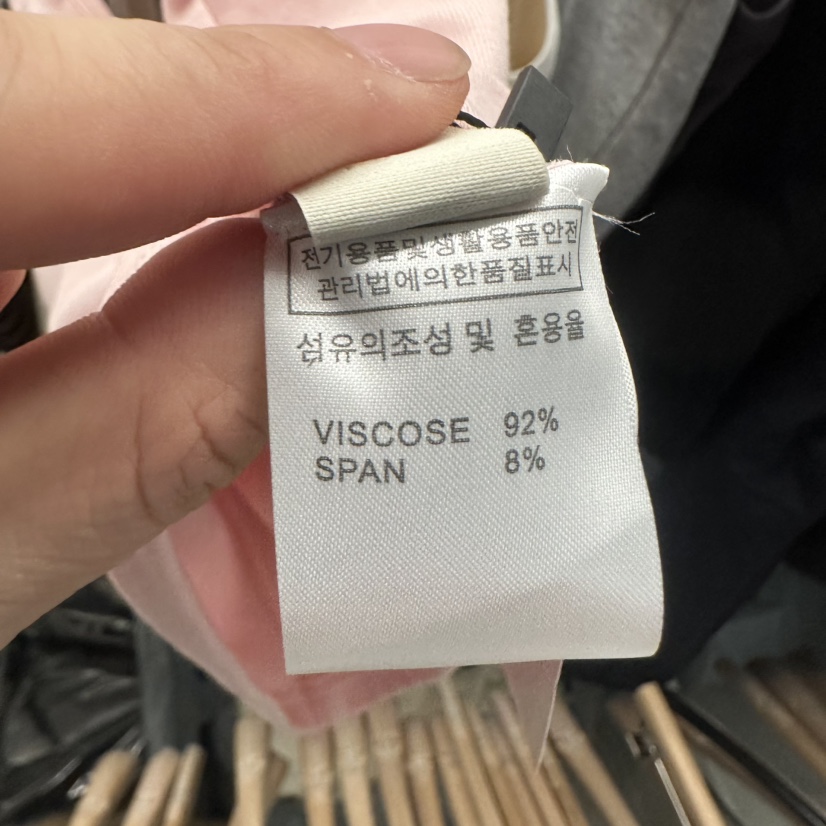 전기용품및생활용품안전
관리법에의한품질표시
섬유의조성 및 혼용율
VISCOSE 92%
SPAN 8%